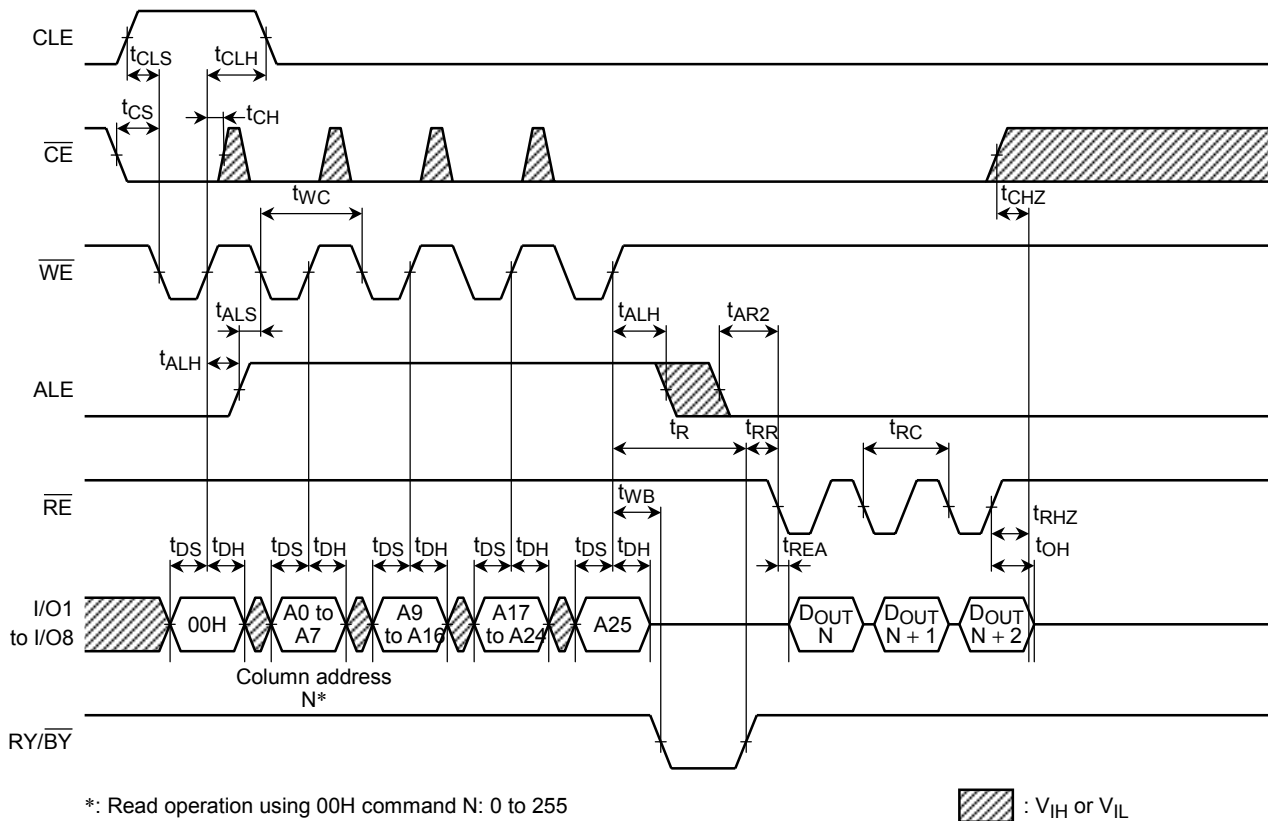 CLE
tCLS
tCLH
tCS
tCH
CE
tWC
tCHZ
WE
tALS
tALH
tAR2
tALH
ALE
tR
tRR
tRC
RE
tWB
tRHZ
tREA
tOH
tDS
tDH
tDS
tDH
tDS
tDH
tDS
tDH
tDS
tDH
I/O1
to I/O8
00H
A0 to
A7
A9
to A16
A17
to A24
A25
DOUT
N
DOUT
N + 1
DOUT
N + 2
Column address
N*
RY/BY
*: Read operation using 00H command N: 0 to 255
: VIH or VIL